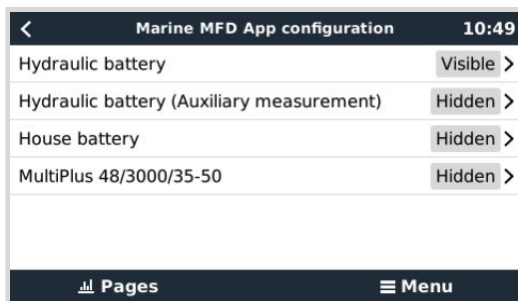 Marine MFD App configuration 10:49
Hydraulic battery Visible
Hydraulic battery (Auxiliary measurement) Hidden
House battery Hidden
MultiPlus 48/3000/35-50 Hidden
Pages Menu